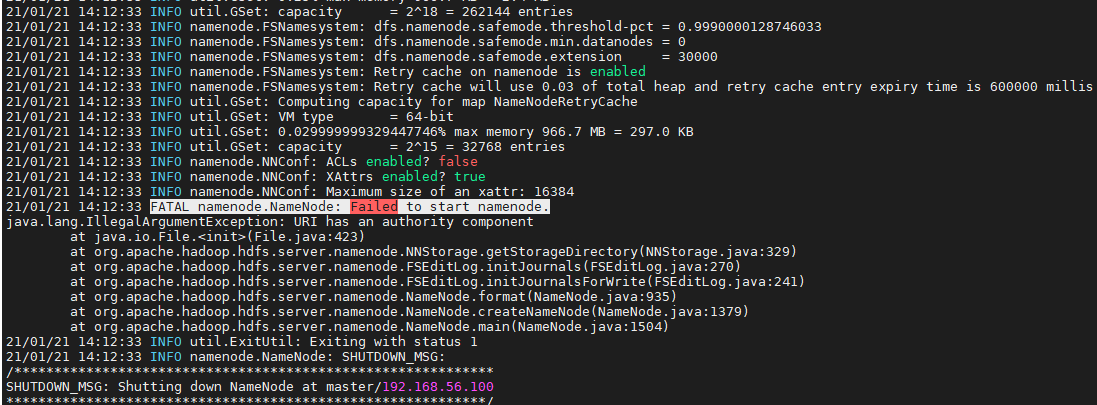 21/01/21 14:12:33 INFO util.GSet: capacity      = 2^18 = 262144 entries
21/01/21 14:12:33 INFO namenode.FSNamesystem: dfs.namenode.safemode.threshold-pct = 0.9990000128746033
21/01/21 14:12:33 INFO namenode.FSNamesystem: dfs.namenode.safemode.min.datanodes = 0
21/01/21 14:12:33 INFO namenode.FSNamesystem: dfs.namenode.safemode.extension     = 30000
21/01/21 14:12:33 INFO namenode.FSNamesystem: Retry cache on namenode is enabled
21/01/21 14:12:33 INFO namenode.FSNamesystem: Retry cache will use 0.03 of total heap and retry cache entry expiry time is 600000 millis
21/01/21 14:12:33 INFO util.GSet: Computing capacity for map NameNodeRetryCache
21/01/21 14:12:33 INFO util.GSet: VM type       = 64-bit
21/01/21 14:12:33 INFO util.GSet: 0.029999999329447746% max memory 966.7 MB = 297.0 KB
21/01/21 14:12:33 INFO util.GSet: capacity      = 2^15 = 32768 entries
21/01/21 14:12:33 INFO namenode.NNConf: ACLs enabled? false
21/01/21 14:12:33 INFO namenode.NNConf: XAttrs enabled? true
21/01/21 14:12:33 INFO namenode.NNConf: Maximum size of an xattr: 16384
21/01/21 14:12:33 FATAL namenode.NameNode: Failed to start namenode.
java.lang.IllegalArgumentException: URI has an authority component
        at java.io.File.<init>(File.java:423)
        at org.apache.hadoop.hdfs.server.namenode.NNStorage.getStorageDirectory(NNStorage.java:329)
        at org.apache.hadoop.hdfs.server.namenode.FSEditLog.initJournals(FSEditLog.java:270)
        at org.apache.hadoop.hdfs.server.namenode.FSEditLog.initJournalsForWrite(FSEditLog.java:241)
        at org.apache.hadoop.hdfs.server.namenode.NameNode.format(NameNode.java:935)
        at org.apache.hadoop.hdfs.server.namenode.NameNode.createNameNode(NameNode.java:1379)
        at org.apache.hadoop.hdfs.server.namenode.NameNode.main(NameNode.java:1504)
21/01/21 14:12:33 INFO util.ExitUtil: Exiting with status 1
21/01/21 14:12:33 INFO namenode.NameNode: SHUTDOWN_MSG:
/************************************************************
SHUTDOWN_MSG: Shutting down NameNode at master/192.168.56.100
************************************************************/